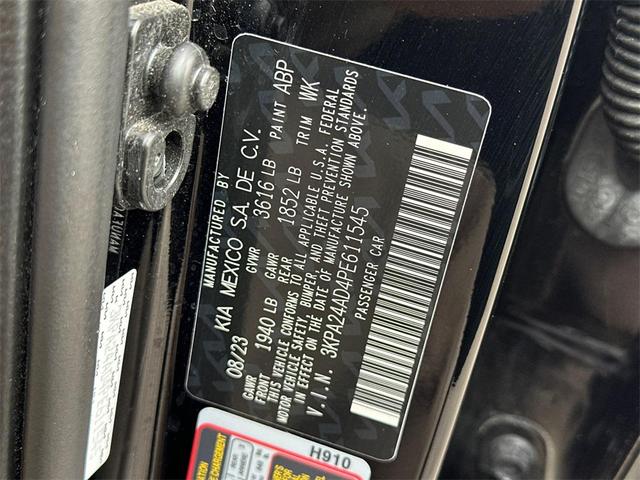 MANUFACTURED BY
08/23 KIA MEXICO S.A. DE C.V.
GVWR 3616 LB PAINT ABP
GAWR FRONT 1940 LB GAWR REAR 1852 LB TRIM WK
THIS VEHICLE CONFORMS TO ALL APPLICABLE U.S.A. FEDERAL
MOTOR VEHICLE SAFETY, BUMPER, AND THEFT PREVENTION STANDARDS
IN EFFECT ON THE DATE OF MANUFACTURE SHOWN ABOVE.
V.I.N. 3KPA24AD4PE611545
PASSENGER CAR
H910